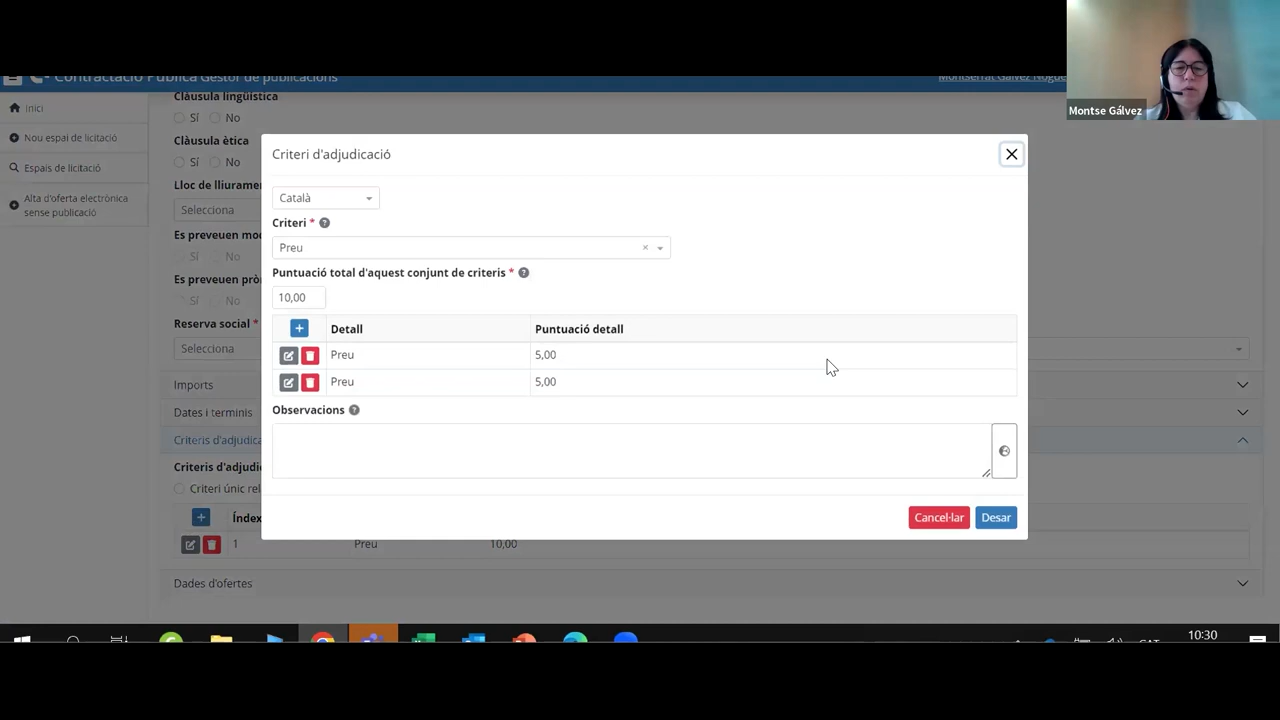 Contractació Pública Gestor de publicacions
Montserrat Gálvez Nogue
Montse Gálvez
Inici
Nou espai de licitació
Espais de licitació
Alta d'oferta electrònica
sense publicació
Clàusula lingüística
Sí No
Clàusula ètica
Sí No
Lloc de lliuramen
Selecciona
Es preveuen mod
Sí No
Es preveuen pròr
Sí No
Reserva social *
Selecciona
Imports
Dates i terminis
Criteris d'adjudica
Criteris d'adjudi
Criteri únic rel
Índex
1 Preu 10,00
Dades d'ofertes
Criteri d'adjudicació
Català
Criteri *
Preu
Puntuació total d'aquest conjunt de criteris *
10,00
Detall Puntuació detall
Preu 5,00
Preu 5,00
Observacions
Cancel·lar Desar
10:30